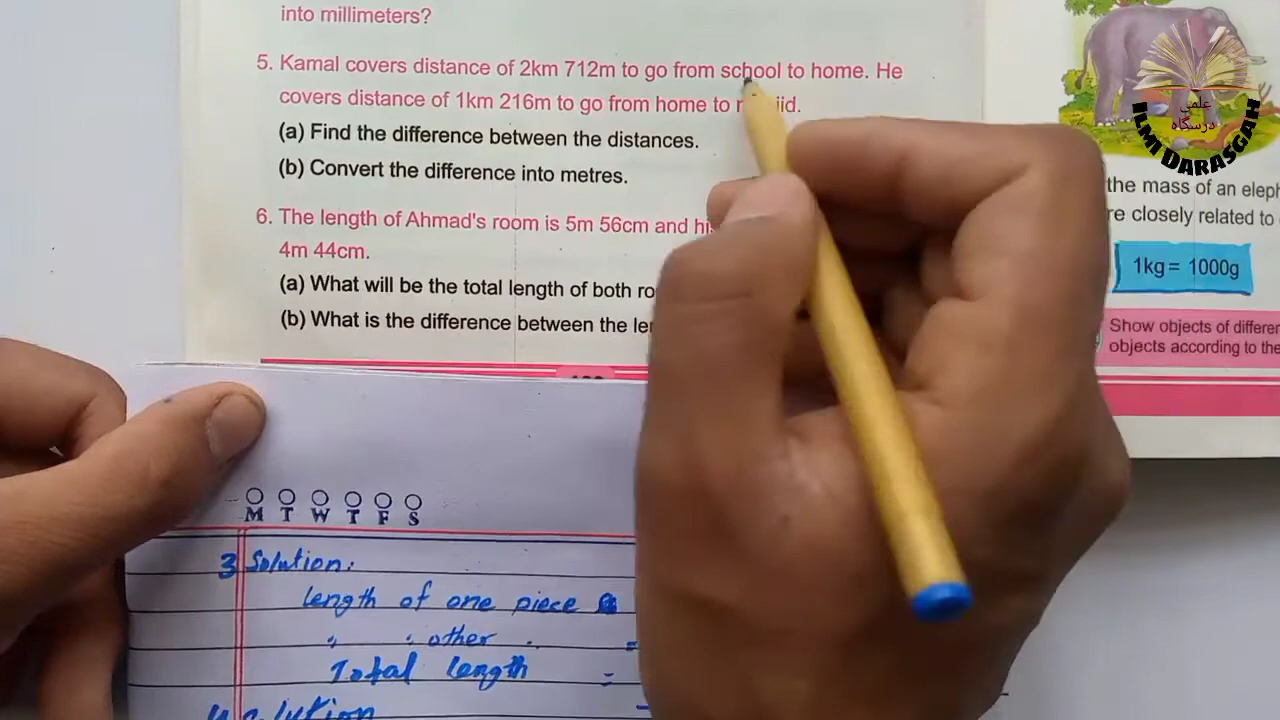 into millimeters?
5. Kamal covers distance of 2km 712m to go from school to home. He
covers distance of 1km 216m to go from home to
(a) Find the difference between the distances.
(b) Convert the difference into metres.
6. The length of Ahmad's room is 5m 56cm and
4m 44cm.
(a) What will be the total length of both
(b) What is the difference between the
علمی
درسگاہ
ILMI DARASGAH
the mass of an
closely related to
1kg = 1000g
Show objects of
objects according to the
M T W T F S
3 Solution:
length of one piece
" " other
Total length =